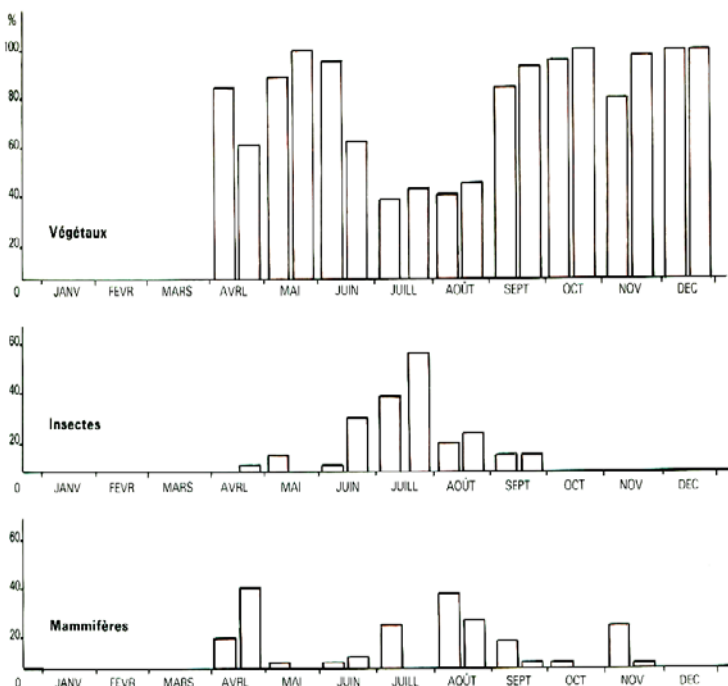 %
100
80
60
40
20
Végétaux
0 JANV FEVR MARS AVRL MAI JUIN JUILL AOÛT SEPT OCT NOV DEC
60
40
20
Insectes
0 JANV FEVR MARS AVRL MAI JUIN JUILL AOÛT SEPT OCT NOV DEC
60
40
20
Mammifères
0 JANV FEVR MARS AVRL MAI JUIN JUILL AOÛT SEPT OCT NOV DEC